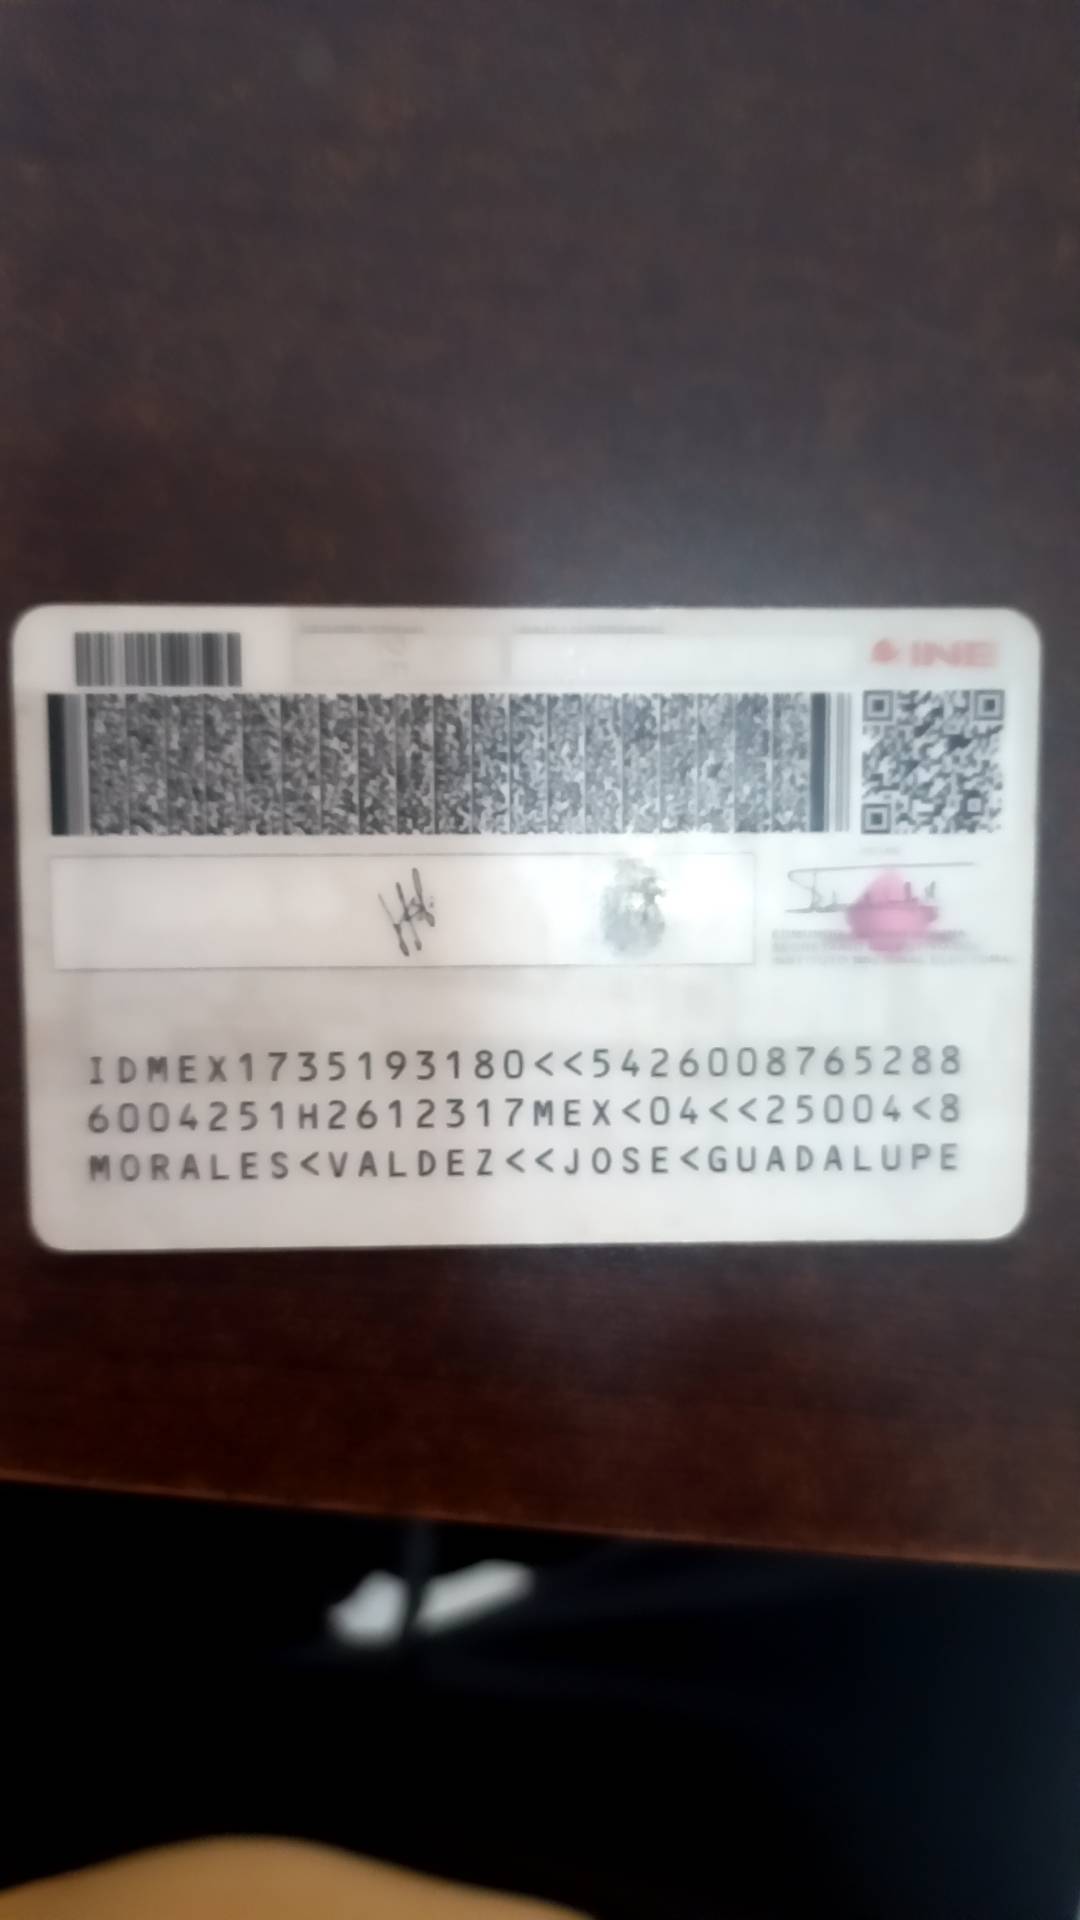 INE
IDMEX1735193180<<5426008765288
6004251H2612317MEX<04<<25004<8
MORALES<VALDEZ<<JOSE<GUADALUPE